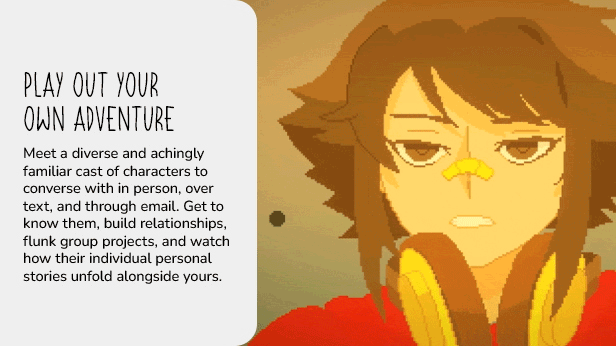 PLAY OUT YOUR
OWN ADVENTURE
Meet a diverse and achingly
familiar cast of characters to
converse with in person, over
text, and through email. Get to
know them, build relationships,
flunk group projects, and watch
how their individual personal
stories unfold alongside yours.